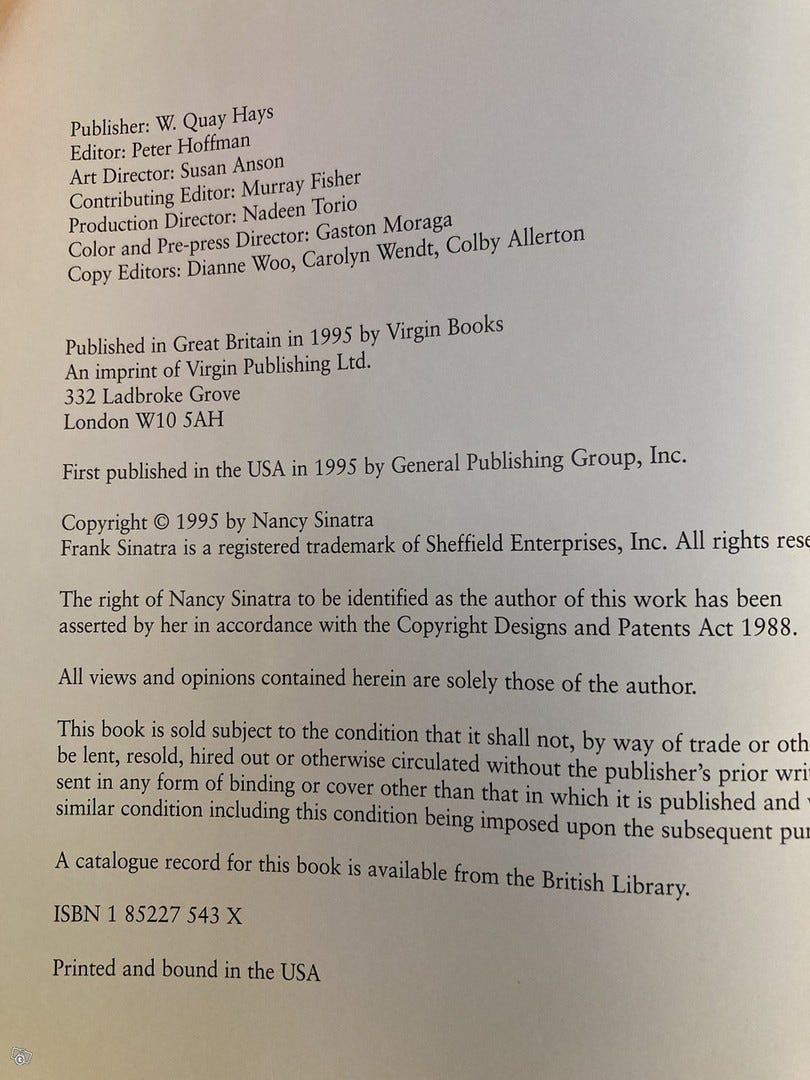 Publisher: W. Quay Hays
Editor: Peter Hoffman
Art Director: Susan Anson
Contributing Editor: Murray Fisher
Production Director: Nadeen Torio
Color and Pre-press Director: Gaston Moraga
Copy Editors: Dianne Woo, Carolyn Wendt, Colby Allerton
Published in Great Britain in 1995 by Virgin Books
An imprint of Virgin Publishing Ltd.
332 Ladbroke Grove
London W10 5AH
First published in the USA in 1995 by General Publishing Group, Inc.
Copyright © 1995 by Nancy Sinatra
Frank Sinatra is a registered trademark of Sheffield Enterprises, Inc. All rights
The right of Nancy Sinatra to be identified as the author of this work has been
asserted by her in accordance with the Copyright Designs and Patents Act 1988.
All views and opinions contained herein are solely those of the author.
This book is sold subject to the condition that it shall not, by way of trade or
be lent, resold, hired out or otherwise circulated without the publisher's prior
sent in any form of binding or cover other than that in which it is published and
similar condition including this condition being imposed upon the subsequent
A catalogue record for this book is available from the British Library.
ISBN 1 85227 543 X
Printed and bound in the USA